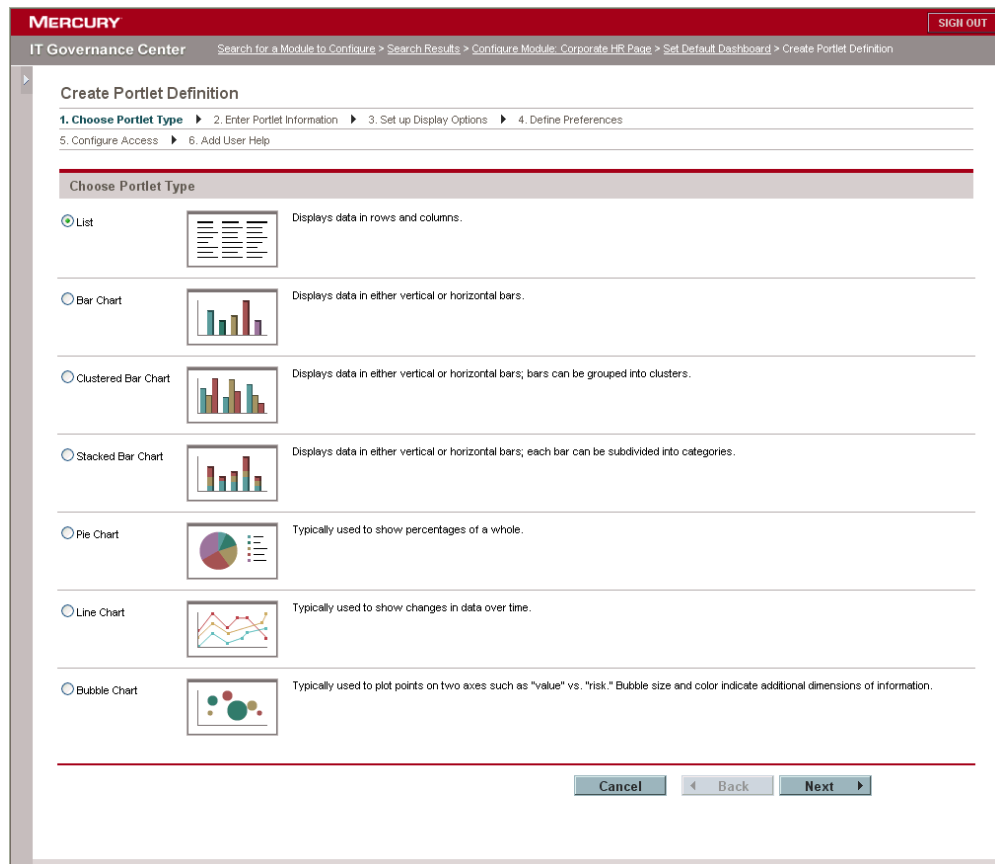 MERCURY
SIGN OUT
IT Governance Center
Search for a Module to Configure > Search Results > Configure Module: Corporate HR Page > Set Default Dashboard > Create Portlet Definition
Create Portlet Definition
1. Choose Portlet Type 2. Enter Portlet Information 3. Set up Display Options 4. Define Preferences
5. Configure Access 6. Add User Help
Choose Portlet Type
List
Displays data in rows and columns.
Bar Chart
Displays data in either vertical or horizontal bars.
Clustered Bar Chart
Displays data in either vertical or horizontal bars; bars can be grouped into clusters.
Stacked Bar Chart
Displays data in either vertical or horizontal bars; each bar can be subdivided into categories.
Pie Chart
Typically used to show percentages of a whole.
Line Chart
Typically used to show changes in data over time.
Bubble Chart
Typically used to plot points on two axes such as "value" vs. "risk." Bubble size and color indicate additional dimensions of information.
Cancel
Back
Next